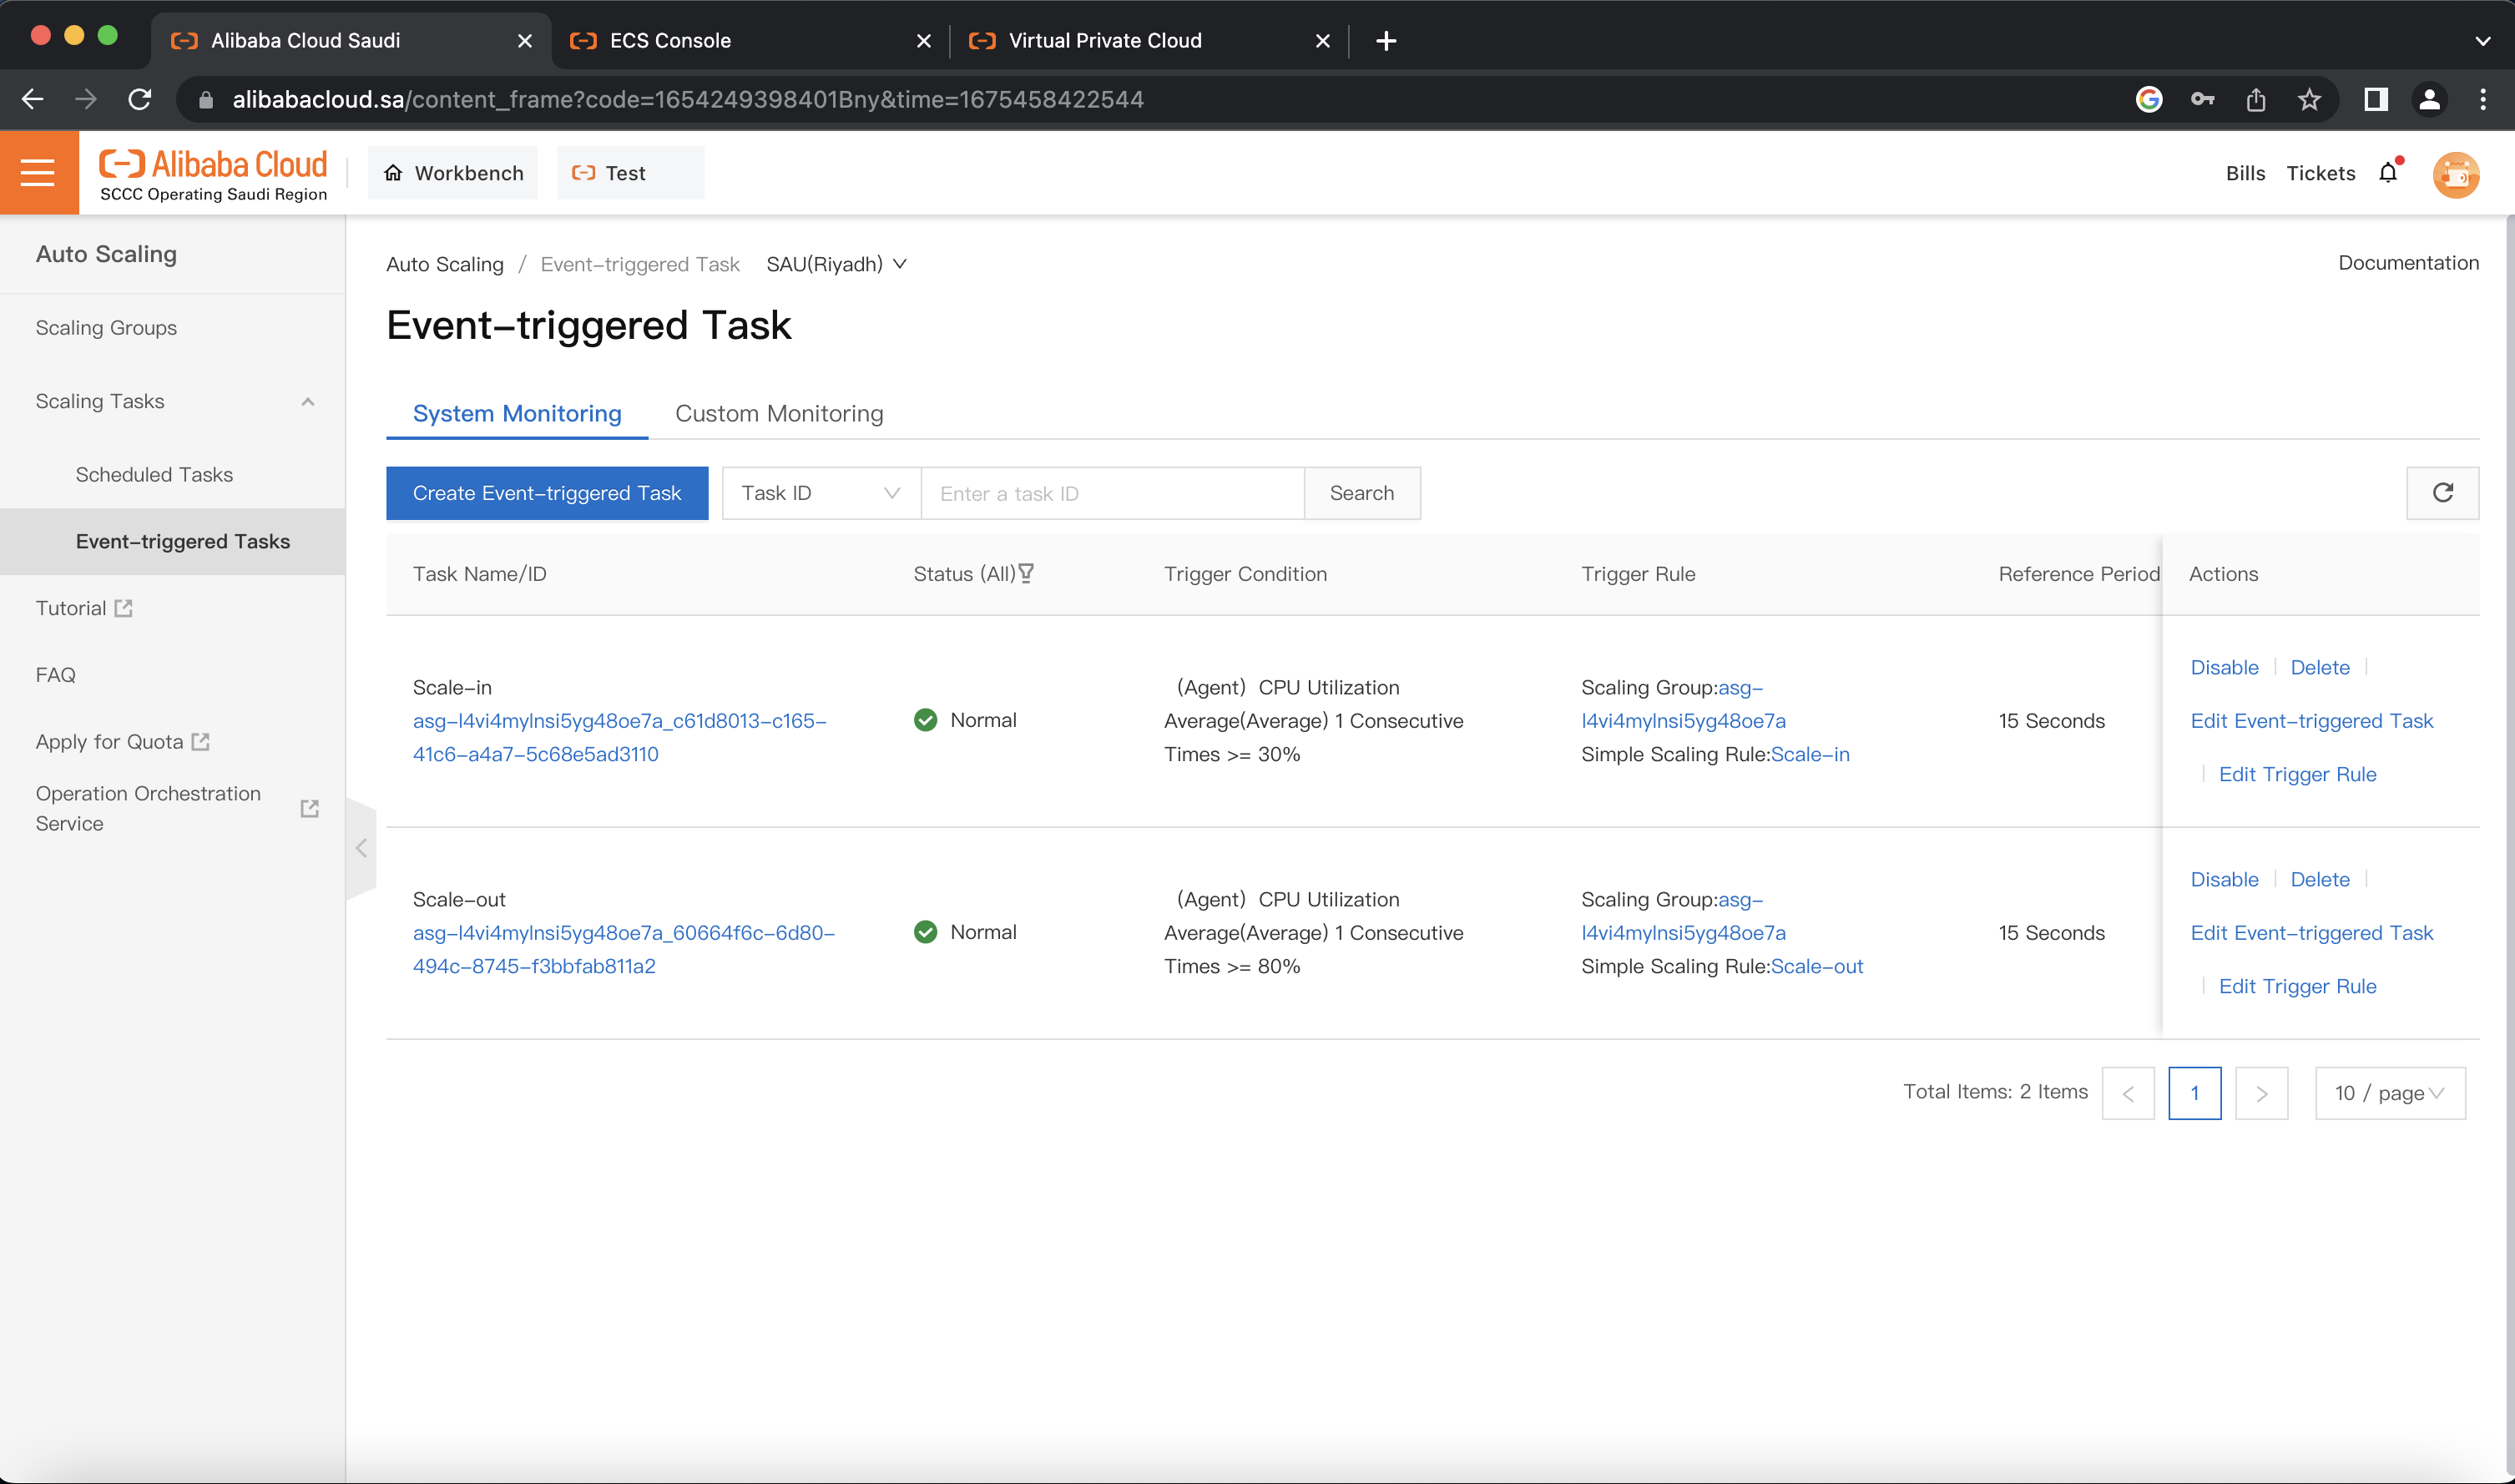 Alibaba Cloud Saudi
ECS Console
Virtual Private Cloud
alibabacloud.sa/content_frame?code=1654249398401Bny&time=1675458422544
Alibaba Cloud
SCCC Operating Saudi Region
Workbench
Test
Bills
Tickets
Auto Scaling
Scaling Groups
Scaling Tasks
Scheduled Tasks
Event-triggered Tasks
Tutorial
FAQ
Apply for Quota
Operation Orchestration
Service
Auto Scaling / Event-triggered Task SAU(Riyadh)
Documentation
Event-triggered Task
System Monitoring
Custom Monitoring
Create Event-triggered Task
Task ID
Enter a task ID
Search
Task Name/ID
Status (All)
Trigger Condition
Trigger Rule
Reference Period
Actions
Scale-in
asg-l4vi4mylnsi5yg48oe7a_c61d8013-c165-
41c6-a4a7-5c68e5ad3110
Normal
(Agent) CPU Utilization
Average(Average) 1 Consecutive
Times >= 30%
Scaling Group:asg-
l4vi4mylnsi5yg48oe7a
Simple Scaling Rule:Scale-in
15 Seconds
Disable
Delete
Edit Event-triggered Task
Edit Trigger Rule
Scale-out
asg-l4vi4mylnsi5yg48oe7a_60664f6c-6d80-
494c-8745-f3bbfab811a2
Normal
(Agent) CPU Utilization
Average(Average) 1 Consecutive
Times >= 80%
Scaling Group:asg-
l4vi4mylnsi5yg48oe7a
Simple Scaling Rule:Scale-out
15 Seconds
Disable
Delete
Edit Event-triggered Task
Edit Trigger Rule
Total Items: 2 Items
1
10 / page